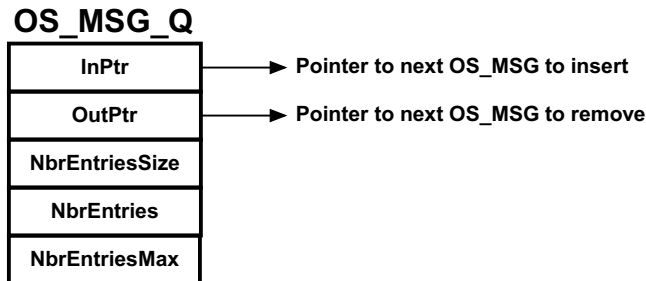 OS_MSG_Q
InPtr
Pointer to next OS_MSG to insert
OutPtr
Pointer to next OS_MSG to remove
NbrEntriesSize
NbrEntries
NbrEntriesMax